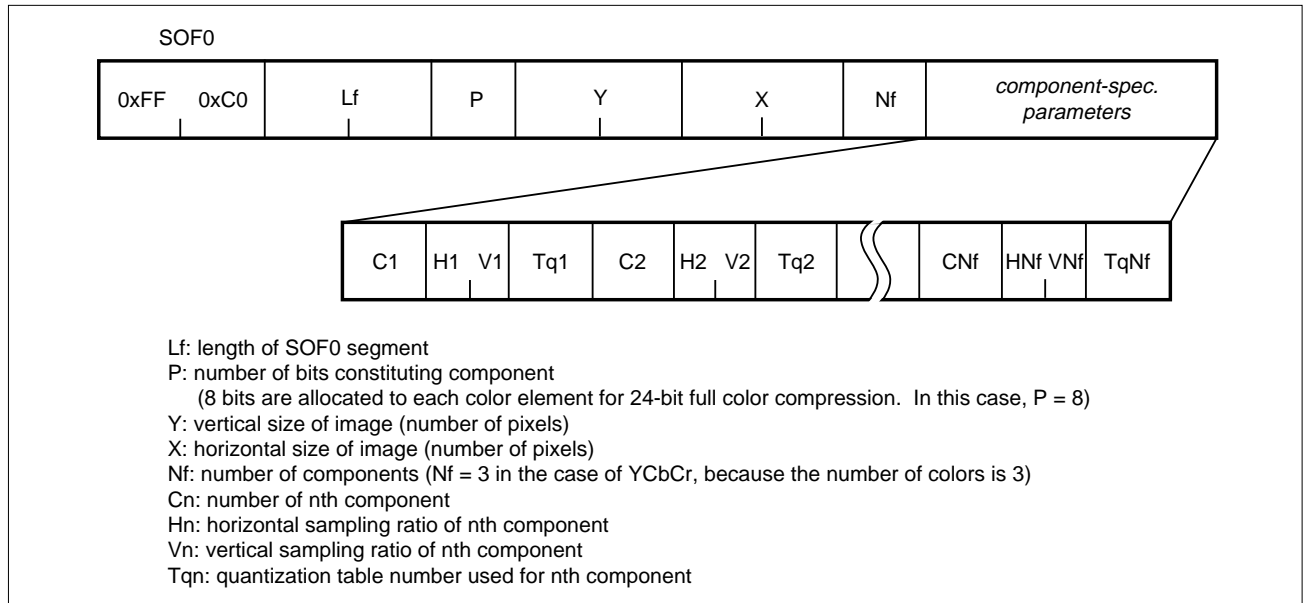 SOF0
0xFF 0xC0 Lf P Y X Nf component-spec.
parameters
C1 H1 V1 Tq1 C2 H2 V2 Tq2 CNf HNf VNf TqNf
Lf: length of SOF0 segment
P: number of bits constituting component
(8 bits are allocated to each color element for 24-bit full color compression. In this case, P = 8)
Y: vertical size of image (number of pixels)
X: horizontal size of image (number of pixels)
Nf: number of components (Nf = 3 in the case of YCbCr, because the number of colors is 3)
Cn: number of nth component
Hn: horizontal sampling ratio of nth component
Vn: vertical sampling ratio of nth component
Tqn: quantization table number used for nth component